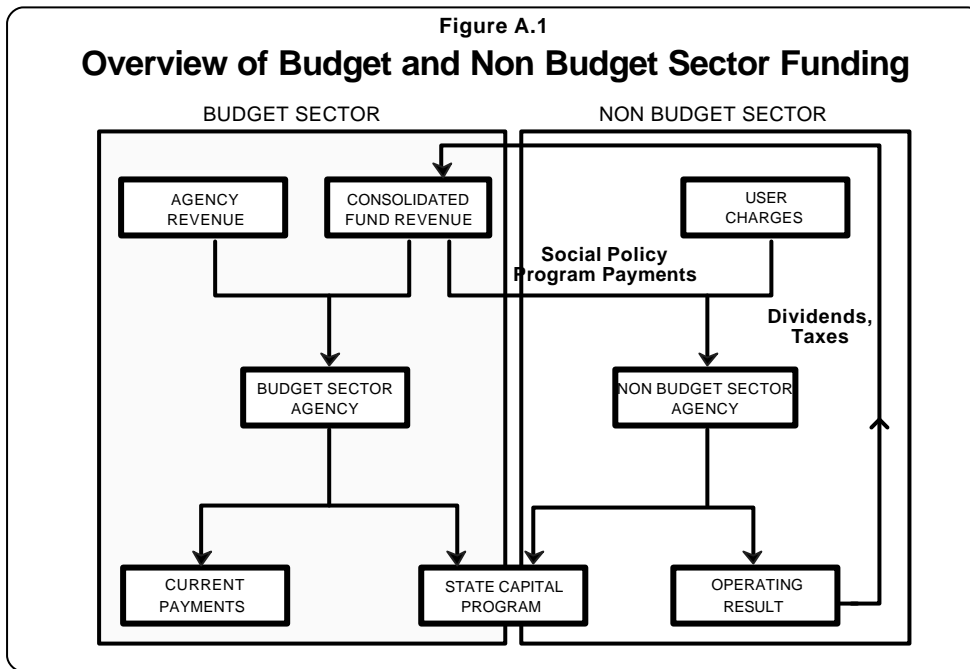 Figure A.1
Overview of Budget and Non Budget Sector Funding
BUDGET SECTOR
NON BUDGET SECTOR
AGENCY
REVENUE
CONSOLIDATED
FUND REVENUE
USER
CHARGES
Social Policy
Program Payments
Dividends,
Taxes
BUDGET SECTOR
AGENCY
NON BUDGET SECTOR
AGENCY
CURRENT
PAYMENTS
STATE CAPITAL
PROGRAM
OPERATING
RESULT